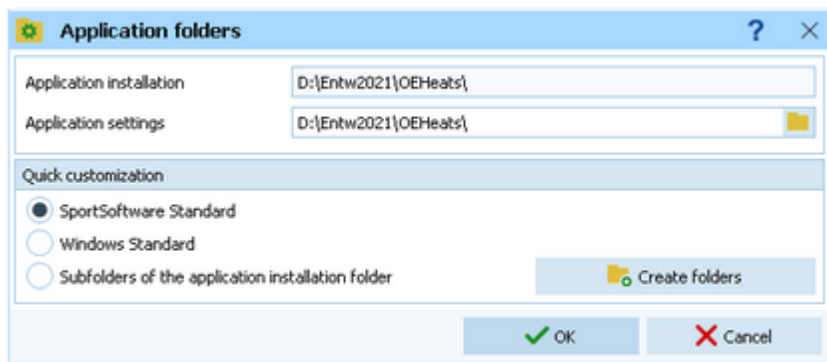 Application folders ?
Application installation D:\Entw2021\OEHeats\
Application settings D:\Entw2021\OEHeats\
Quick customization
SportSoftware Standard
Windows Standard
Subfolders of the application installation folder Create folders
OK Cancel